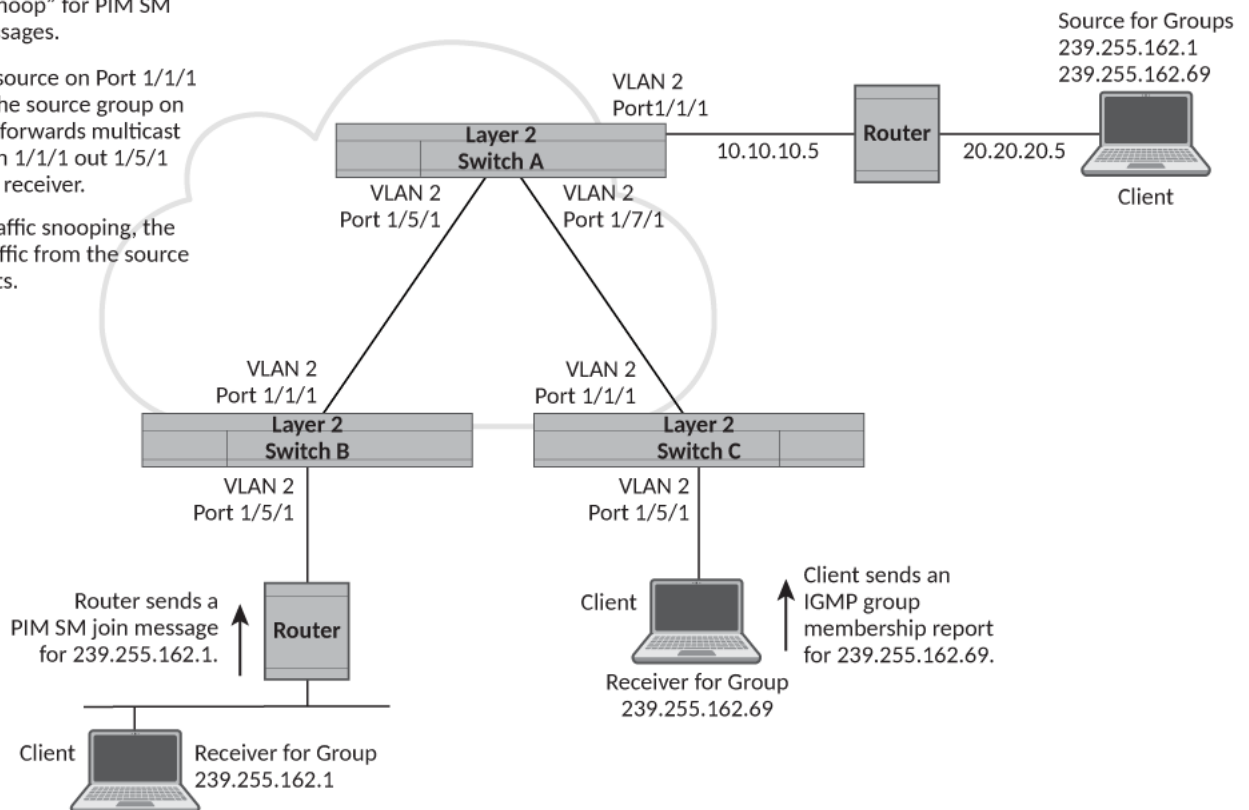 noop” for PIM SM
sages.
source on Port 1/1/1
he source group on
forwards multicast
n 1/1/1 out 1/5/1
receiver.
affic snooping, the
ffic from the source
ts.
Source for Groups
239.255.162.1
239.255.162.69
VLAN 2
Port1/1/1
Layer 2
Switch A
Router
10.10.10.5
20.20.20.5
Client
VLAN 2
Port 1/5/1
VLAN 2
Port 1/7/1
VLAN 2
Port 1/1/1
VLAN 2
Port 1/1/1
Layer 2
Switch B
Layer 2
Switch C
VLAN 2
Port 1/5/1
VLAN 2
Port 1/5/1
Router sends a
PIM SM join message
for 239.255.162.1.
Router
Client
Client sends an
IGMP group
membership report
for 239.255.162.69.
Receiver for Group
239.255.162.69
Client
Receiver for Group
239.255.162.1